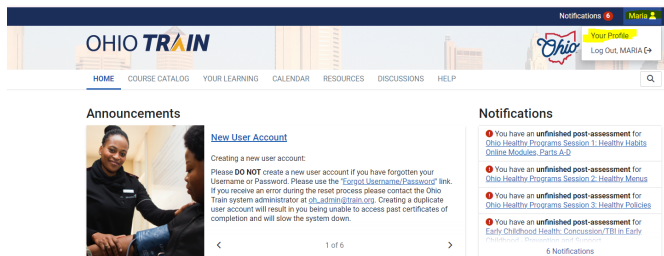 Notifications 6 Maria
OHIO TRAIN
Ohio
Your Profile
Log Out, MARIA
HOME COURSE CATALOG YOUR LEARNING CALENDAR RESOURCES DISCUSSIONS HELP
Announcements
New User Account
Creating a new user account:
Please DO NOT create a new user account if you have forgotten your
Username or Password. Please use the "Forgot Username/Password" link.
If you receive an error during the reset process please contact the Ohio
Train system administrator at oh_admin@train.org. Creating a duplicate
user account will result in you being unable to access past certificates of
completion and will slow the system down.
1 of 6
Notifications
You have an unfinished post-assessment for
Ohio Healthy Programs Session 1: Healthy Habits
Online Modules, Parts A-D
You have an unfinished post-assessment for
Ohio Healthy Programs Session 2: Healthy Menus
You have an unfinished post-assessment for
Ohio Healthy Programs Session 3: Healthy Policies
You have an unfinished post-assessment for
Early Childhood Health: Concussion/TBI in Early
Childhood - Prevention and Support
6 Notifications